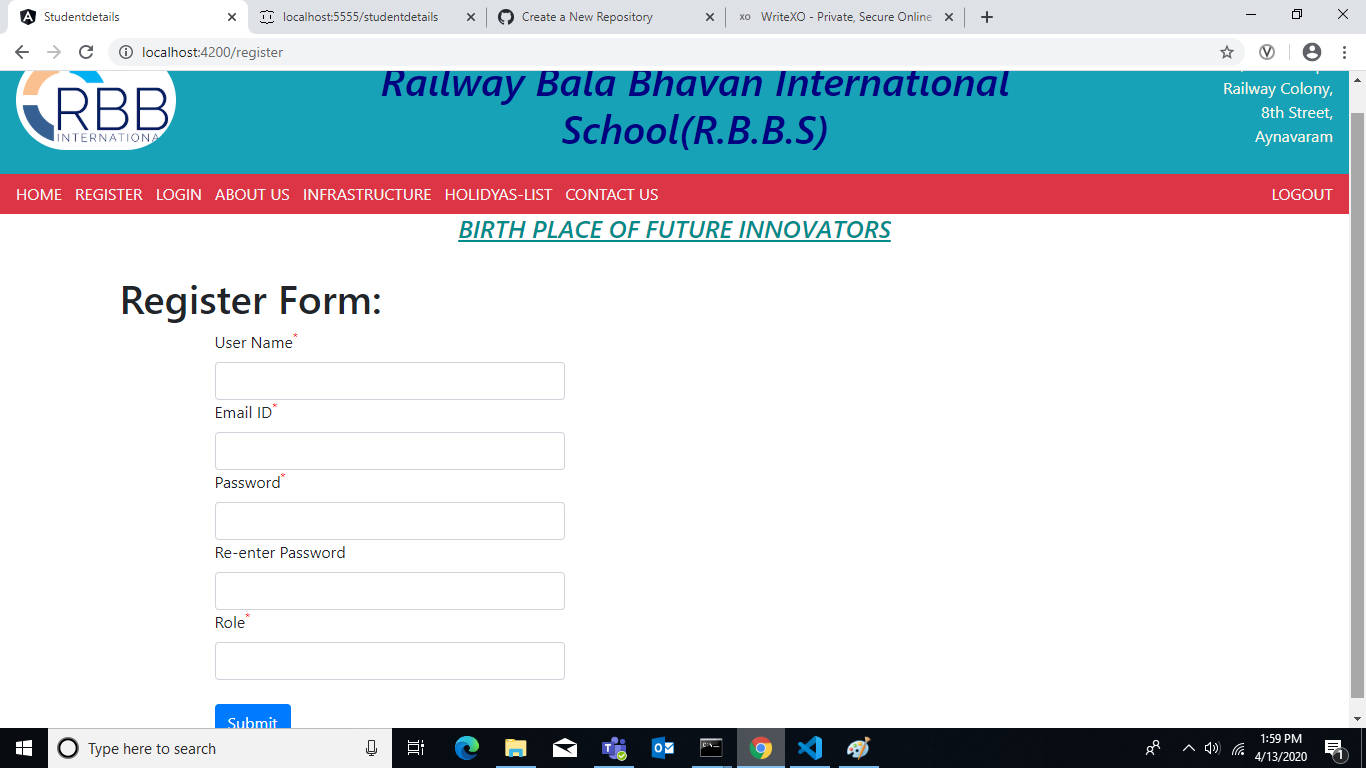 Studentdetails
localhost:5555/studentdetails
Create a New Repository
XO WriteXO - Private, Secure Online
localhost:4200/register
RBB
INTERNATIONA
Railway Bala Bhavan International
School(R.B.B.S)
Railway Colony,
8th Street,
Aynavaram
HOME REGISTER LOGIN ABOUT US INFRASTRUCTURE HOLIDYAS-LIST CONTACT US LOGOUT
BIRTH PLACE OF FUTURE INNOVATORS
Register Form:
User Name*
Email ID*
Password*
Re-enter Password
Role*
Submit
Type here to search
1:59 PM
4/13/2020
1